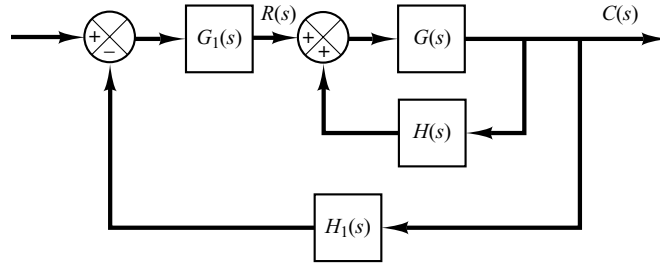 R(s) C(s)
+ − G₁(s) + + G(s)
H(s)
H₁(s)